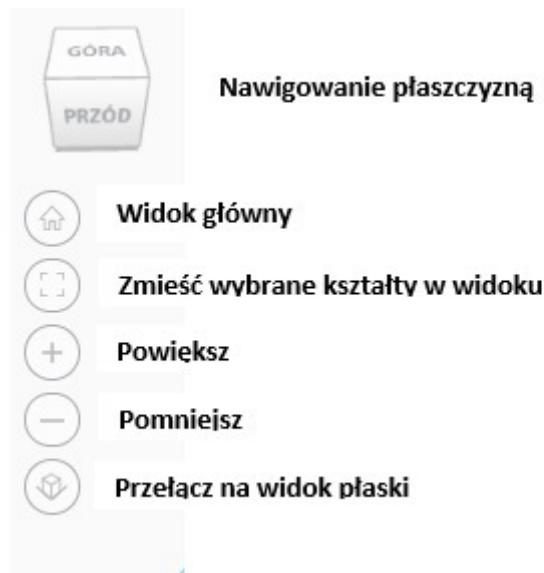 GÓRA
PRZÓD
Nawigowanie płaszczyzną
Widok główny
Zmieść wybrane kształty w widoku
Powiększ
Pomniejsz
Przełącz na widok płaski